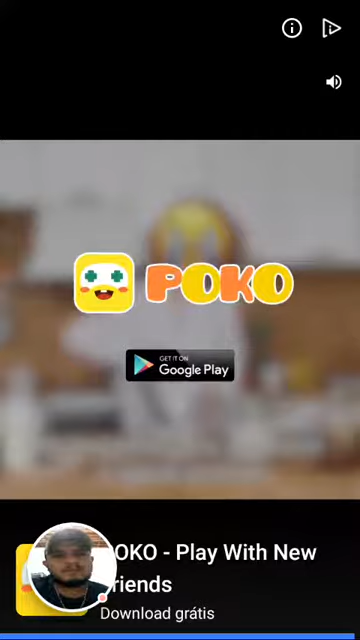 POKO
GET IT ON
Google Play
OKO - Play With New
riends
Download grátis